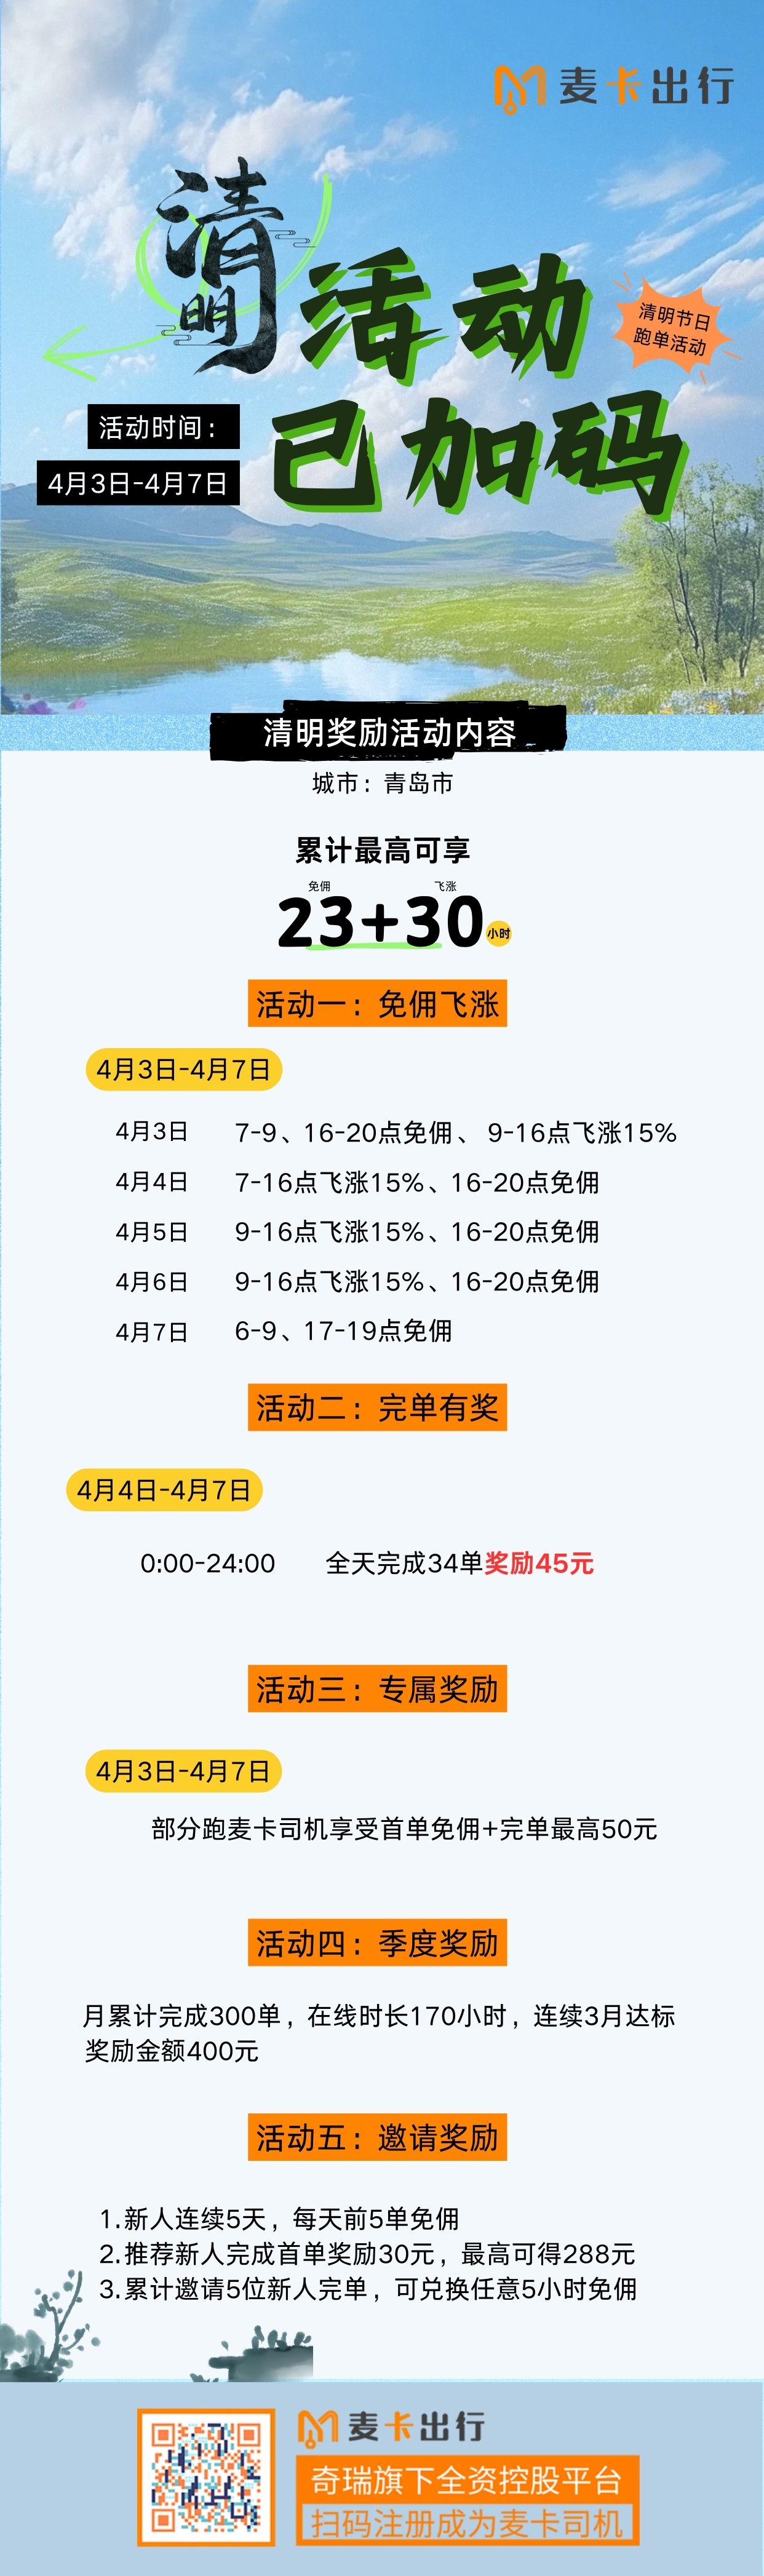 麦卡出行
清明
活动
已加码
清明节日
跑单活动
活动时间：
4月3日-4月7日
清明奖励活动内容
城市：青岛市
累计最高可享
免佣 飞涨
23+30小时
活动一：免佣飞涨
4月3日-4月7日
4月3日 7-9、16-20点免佣、 9-16点飞涨15%
4月4日 7-16点飞涨15%、16-20点免佣
4月5日 9-16点飞涨15%、16-20点免佣
4月6日 9-16点飞涨15%、16-20点免佣
4月7日 6-9、17-19点免佣
活动二：完单有奖
4月4日-4月7日
0:00-24:00 全天完成34单奖励45元
活动三：专属奖励
4月3日-4月7日
部分跑麦卡司机享受首单免佣+完单最高50元
活动四：季度奖励
月累计完成300单，在线时长170小时，连续3月达标
奖励金额400元
活动五：邀请奖励
1.新人连续5天，每天前5单免佣
2.推荐新人完成首单奖励30元，最高可得288元
3.累计邀请5位新人完单，可兑换任意5小时免佣
麦卡出行
奇瑞旗下全资控股平台
扫码注册成为麦卡司机